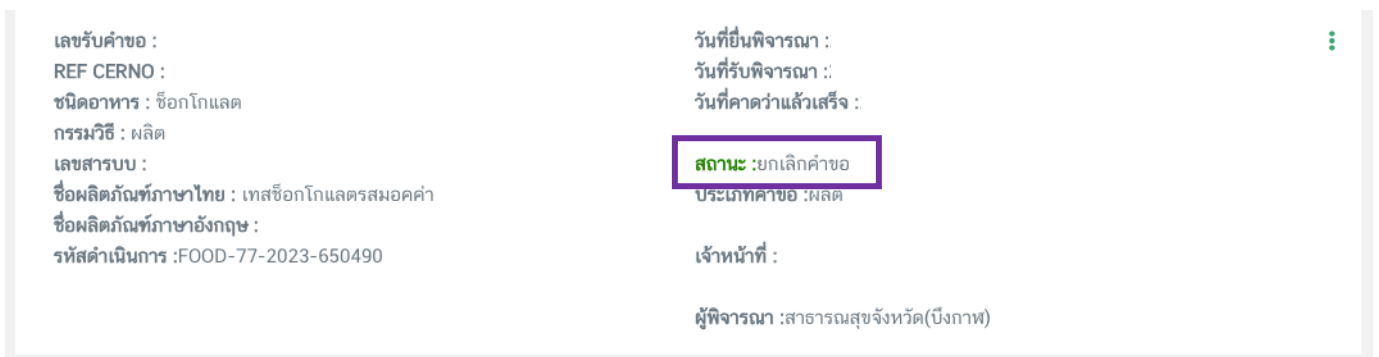 เลขรับคำขอ :
REF CERNO :
ชนิดอาหาร : ช็อกโกแลต
กรรมวิธี : ผลิต
เลขสารบบ :
ชื่อผลิตภัณฑ์ภาษาไทย : เทสช็อกโกแลตรสมอคค่า
ชื่อผลิตภัณฑ์ภาษาอังกฤษ :
รหัสดำเนินการ :FOOD-77-2023-650490
วันที่ยื่นพิจารณา :
วันที่รับพิจารณา :
วันที่คาดว่าแล้วเสร็จ :
สถานะ :ยกเลิกคำขอ
ประเภทคำขอ :ผลิต
เจ้าหน้าที่ :
ผู้พิจารณา :สาธารณสุขจังหวัด(บึงกาฬ)